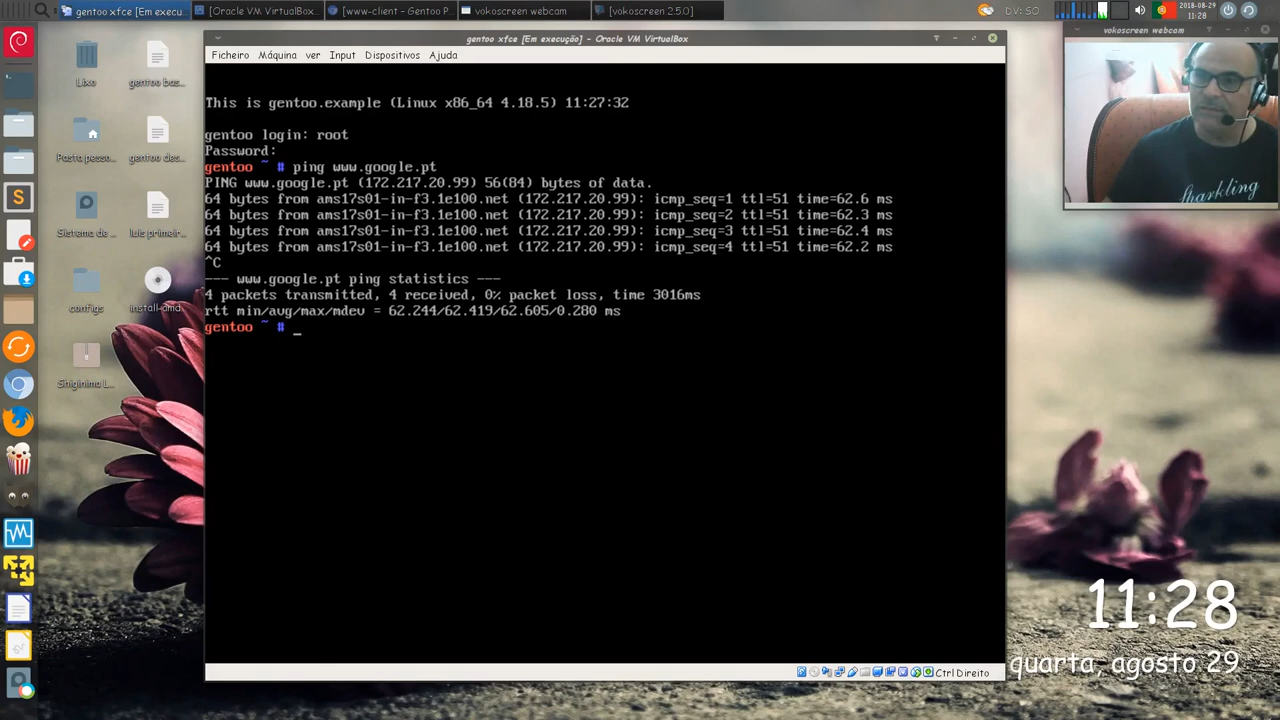 gentoo xfce [Em execu
[Oracle VM VirtualBox
[www-client – Gentoo P
vokoscreen webcam
[vokoscreen 2.5.0]
DV: SO
2018-08-29
11:28
gentoo xfce [Em execução] - Oracle VM VirtualBox
vokoscreen webcam
Ficheiro Máquina ver Input Dispositivos Ajuda
Lixo
gentoo bas...
Pasta pesso...
gentoo des...
Sistema de ...
luis primeir...
configs
install-amd...
Shiginima L...
This is gentoo.example (Linux x86_64 4.18.5) 11:27:32
gentoo login: root
Password:
gentoo ~ # ping www.google.pt
PING www.google.pt (172.217.20.99) 56(84) bytes of data.
64 bytes from ams17s01-in-f3.1e100.net (172.217.20.99): icmp_seq=1 ttl=51 time=62.6 ms
64 bytes from ams17s01-in-f3.1e100.net (172.217.20.99): icmp_seq=2 ttl=51 time=62.3 ms
64 bytes from ams17s01-in-f3.1e100.net (172.217.20.99): icmp_seq=3 ttl=51 time=62.4 ms
64 bytes from ams17s01-in-f3.1e100.net (172.217.20.99): icmp_seq=4 ttl=51 time=62.2 ms
^C
--- www.google.pt ping statistics ---
4 packets transmitted, 4 received, 0% packet loss, time 3016ms
rtt min/avg/max/mdev = 62.244/62.419/62.605/0.280 ms
gentoo ~ # _
Sharkling
11:28
quarta, agosto 29
Ctrl Direito